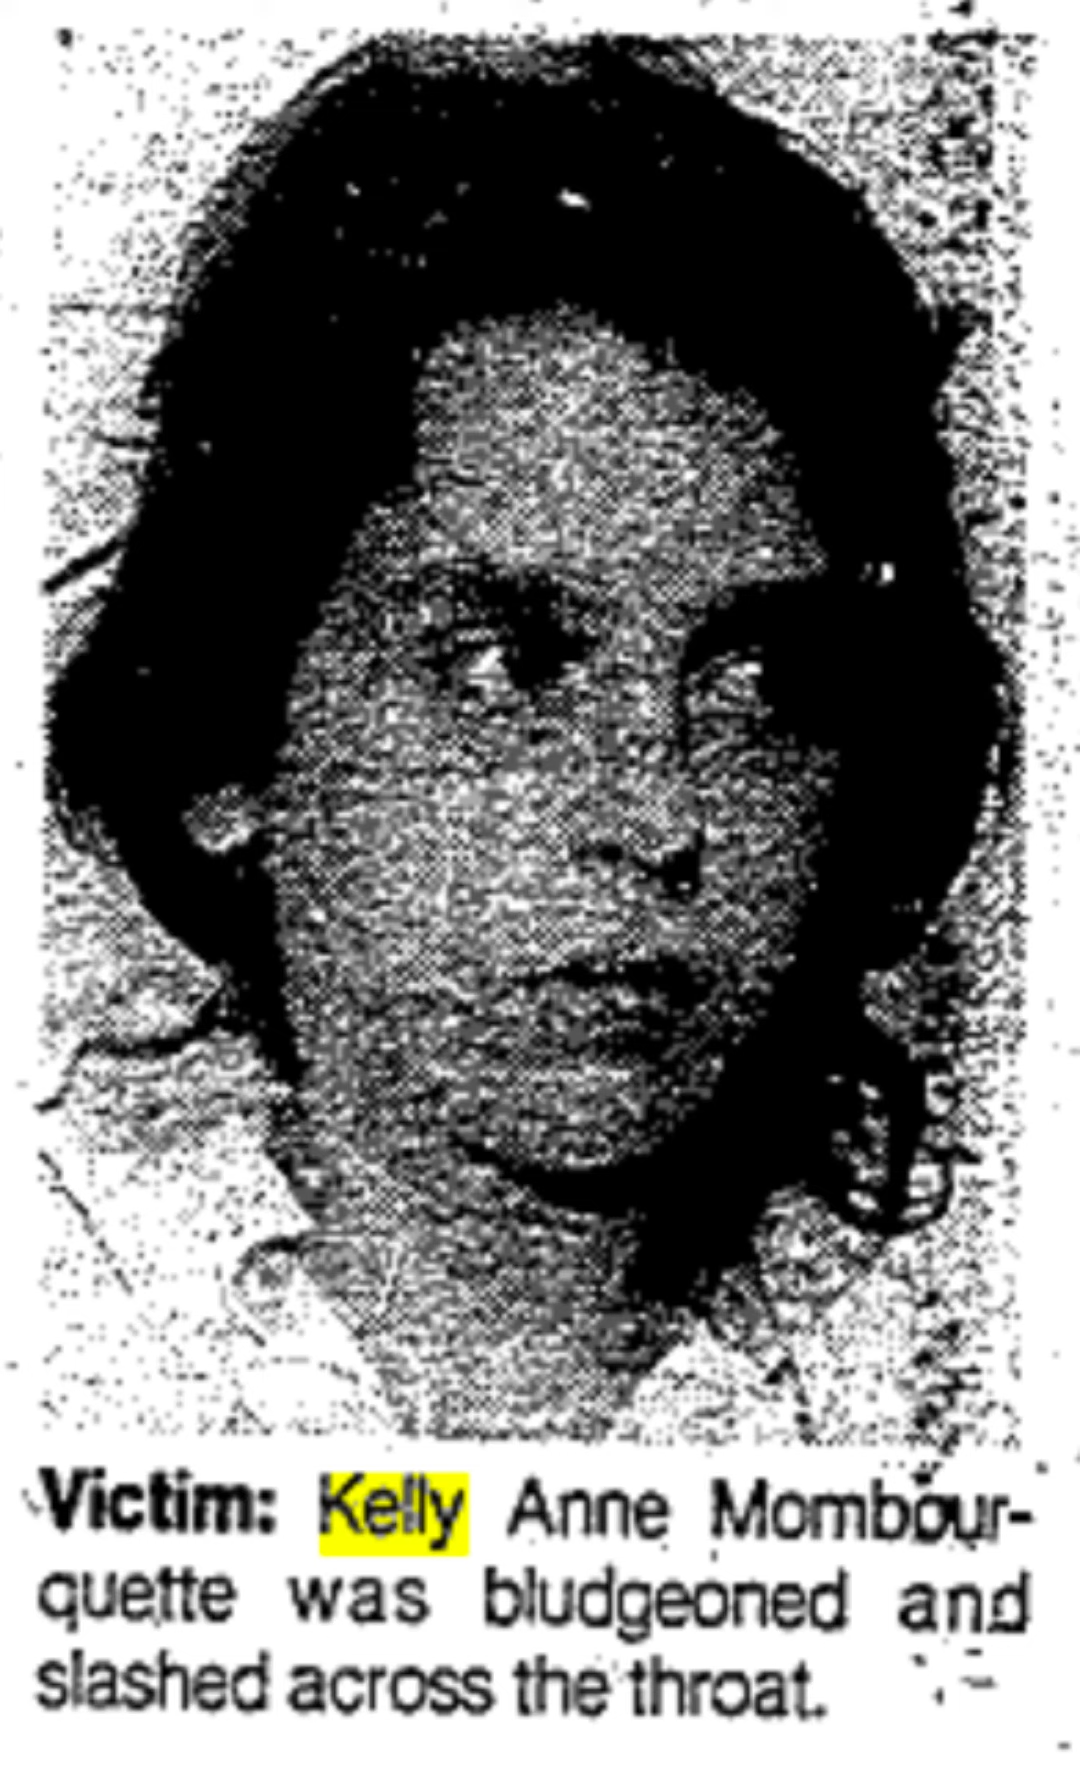 Victim: Kelly Anne Mombour-
quette was bludgeoned and
slashed across the throat.